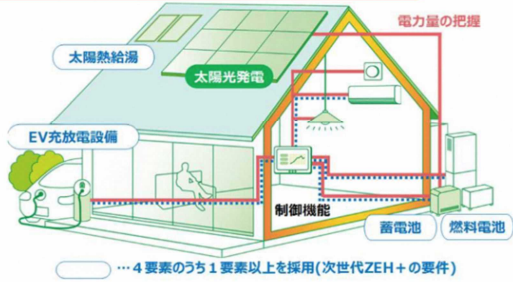 電力量の把握
太陽熱給湯
太陽光発電
EV充放電設備
制御機能
蓄電池
燃料電池
…４要素のうち１要素以上を採用(次世代ZEH＋の要件)